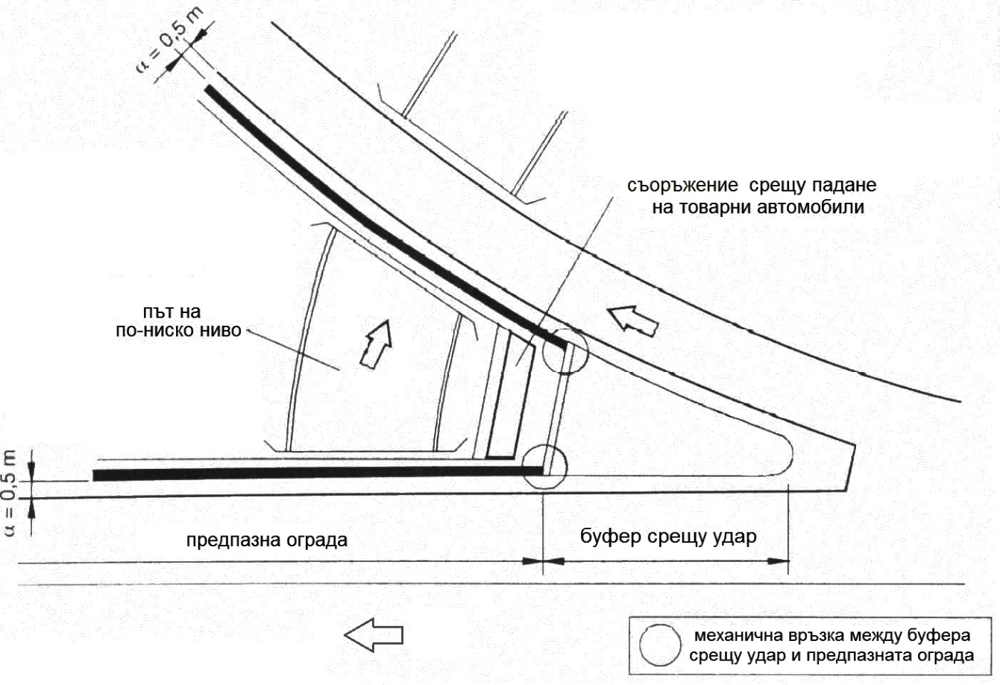 α = 0,5 m
съоръжение срещу падане
на товарни автомобили
път на
по-ниско ниво
α = 0,5 m
предпазна ограда
буфер срещу удар
механична връзка между буфера
срещу удар и предпазната ограда